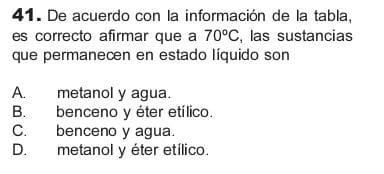 41. De acuerdo con la información de la tabla,
es correcto afirmar que a 70ºC, las sustancias
que permanecen en estado líquido son
A. metanol y agua.
B. benceno y éter etílico.
C. benceno y agua.
D. metanol y éter etílico.